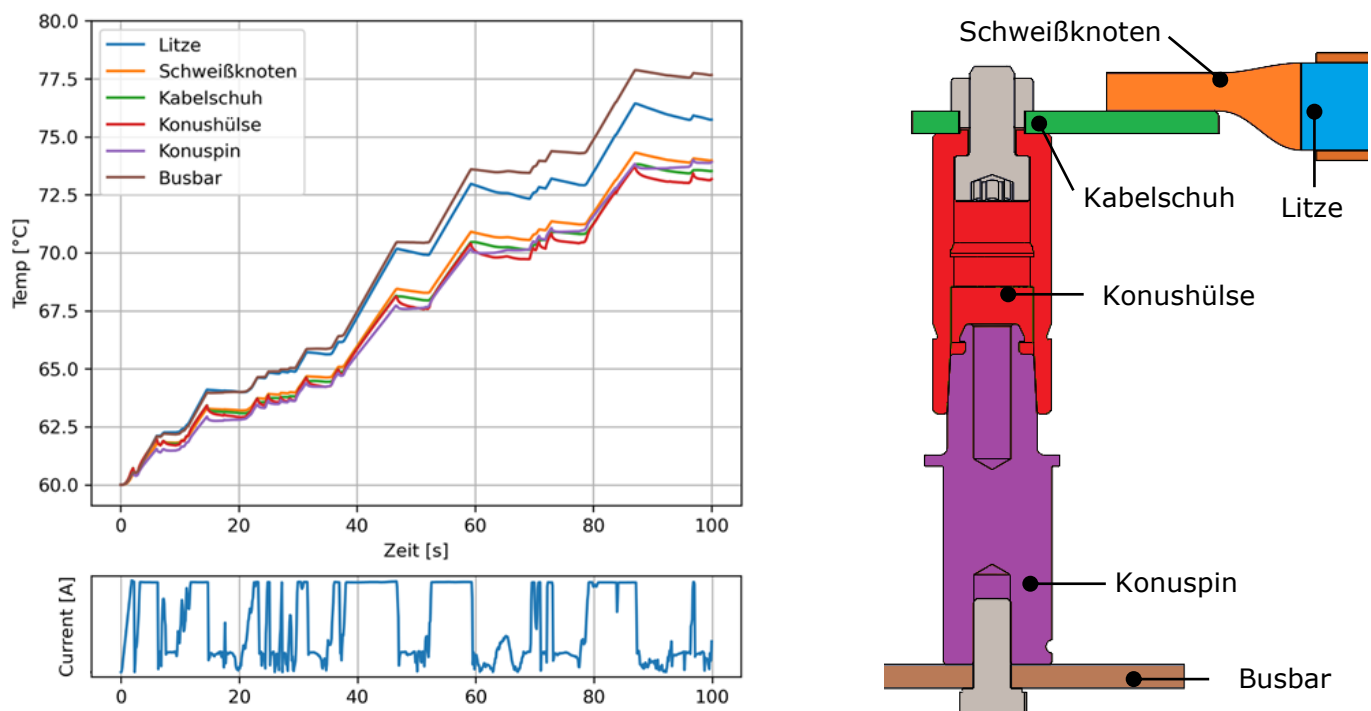 80.0
77.5
75.0
72.5
70.0
67.5
65.0
62.5
60.0
Temp [°C]
Litze
Schweißknoten
Kabelschuh
Konushülse
Konuspin
Busbar
0 20 40 60 80 100
Zeit [s]
Current [A]
0 20 40 60 80 100
Schweißknoten
Kabelschuh
Litze
Konushülse
Konuspin
Busbar